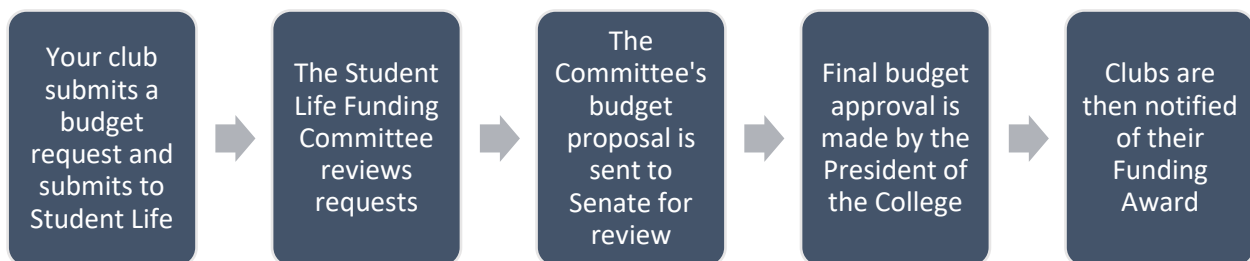 Your club
submits a
budget
request and
submits to
Student Life
The Student
Life Funding
Committee
reviews
requests
The
Committee's
budget
proposal is
sent to
Senate for
review
Final budget
approval is
made by the
President of
the College
Clubs are
then notified
of their
Funding
Award